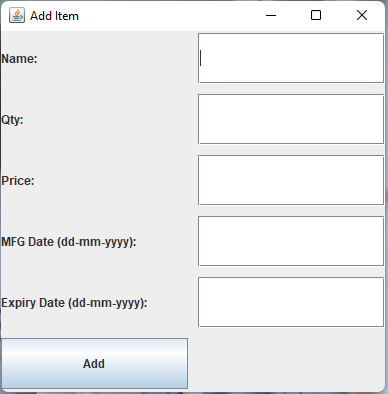 Add Item
Name:
Qty:
Price:
MFG Date (dd-mm-yyyy):
Expiry Date (dd-mm-yyyy):
Add